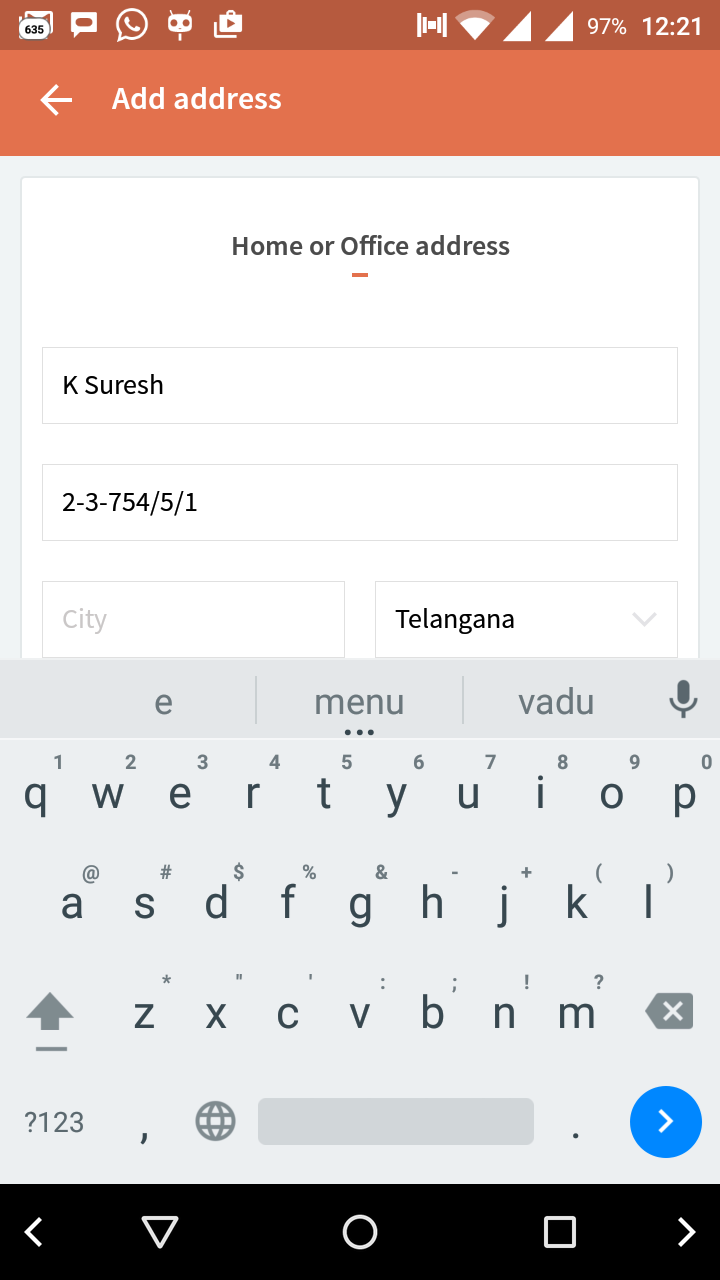 635 97% 12:21
Add address
Home or Office address
K Suresh
2-3-754/5/1
City Telangana
e menu vadu
1 2 3 4 5 6 7 8 9 0
q w e r t y u i o p
@ # $ % & - + ( )
a s d f g h j k l
* " ' : ; ! ?
z x c v b n m
?123 , .